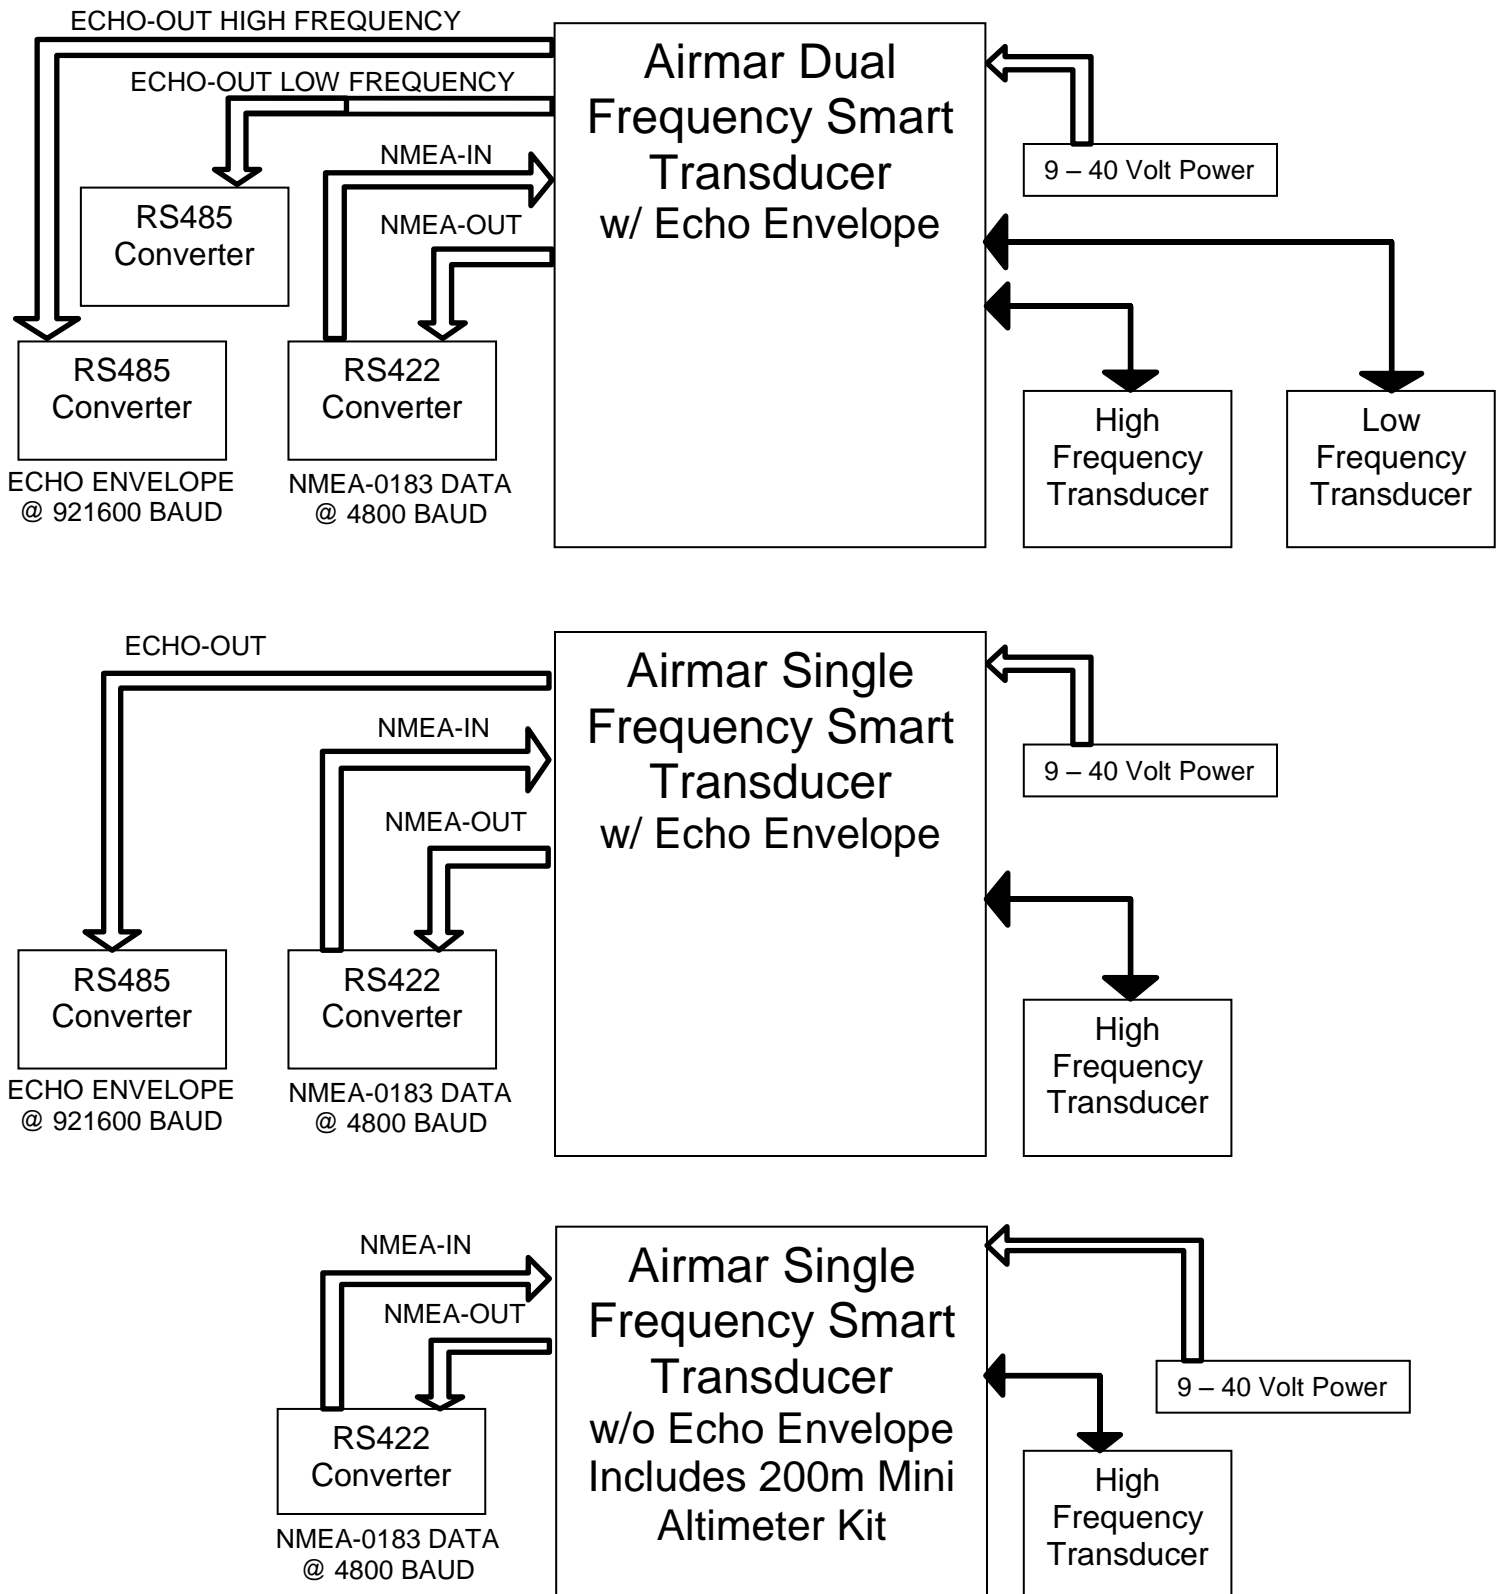 ECHO-OUT HIGH FREQUENCY
ECHO-OUT LOW FREQUENCY
NMEA-IN
NMEA-OUT
RS485
Converter
RS485
Converter
ECHO ENVELOPE
@ 921600 BAUD
RS422
Converter
NMEA-0183 DATA
@ 4800 BAUD
Airmar Dual
Frequency Smart
Transducer
w/ Echo Envelope
9 – 40 Volt Power
High
Frequency
Transducer
Low
Frequency
Transducer
ECHO-OUT
NMEA-IN
NMEA-OUT
RS485
Converter
ECHO ENVELOPE
@ 921600 BAUD
RS422
Converter
NMEA-0183 DATA
@ 4800 BAUD
Airmar Single
Frequency Smart
Transducer
w/ Echo Envelope
9 – 40 Volt Power
High
Frequency
Transducer
NMEA-IN
NMEA-OUT
RS422
Converter
NMEA-0183 DATA
@ 4800 BAUD
Airmar Single
Frequency Smart
Transducer
w/o Echo Envelope
Includes 200m Mini
Altimeter Kit
9 – 40 Volt Power
High
Frequency
Transducer